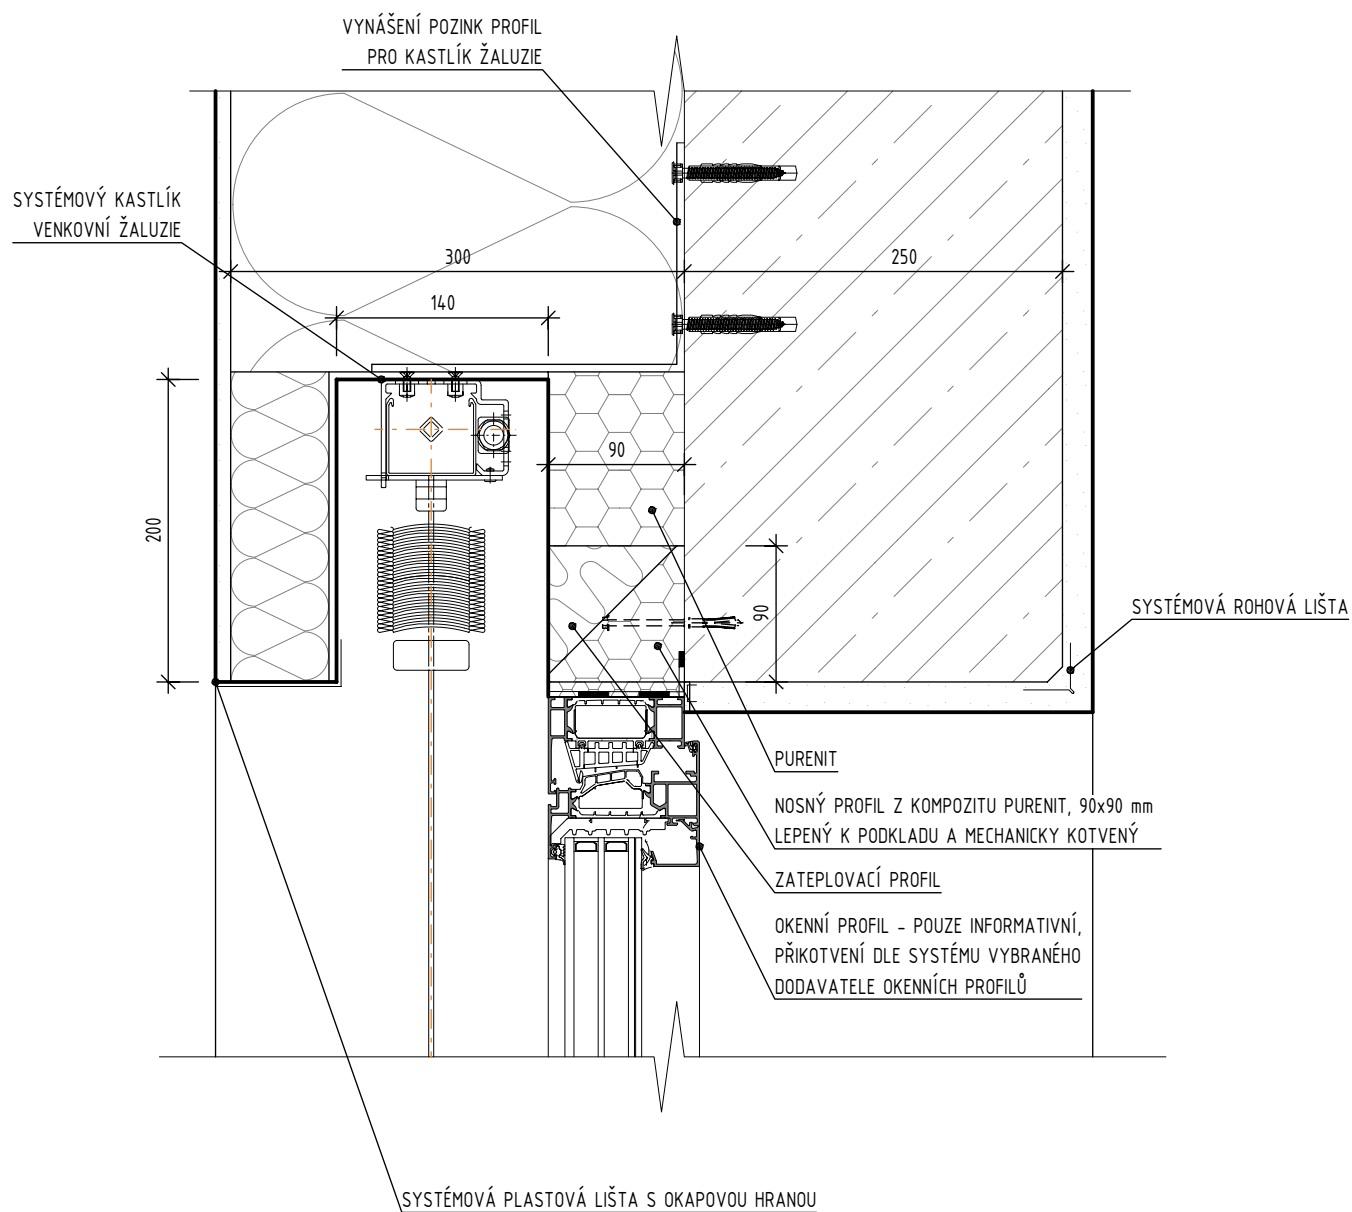 VYNÁŠENÍ POZINK PROFIL
PRO KASTLÍK ŽALUZIE
SYSTÉMOVÝ KASTLÍK
VENKOVNÍ ŽALUZIE
300
250
140
90
200
90
SYSTÉMOVÁ ROHOVÁ LIŠTA
PURENIT
NOSNÝ PROFIL Z KOMPOZITU PURENIT, 90x90 mm
LEPENÝ K PODKLADU A MECHANICKY KOTVENÝ
ZATEPLOVACÍ PROFIL
OKENNÍ PROFIL - POUZE INFORMATIVNÍ,
PŘIKOTVENÍ DLE SYSTÉMU VYBRANÉHO
DODAVATELE OKENNÍCH PROFILŮ
SYSTÉMOVÁ PLASTOVÁ LIŠTA S OKAPOVOU HRANOU